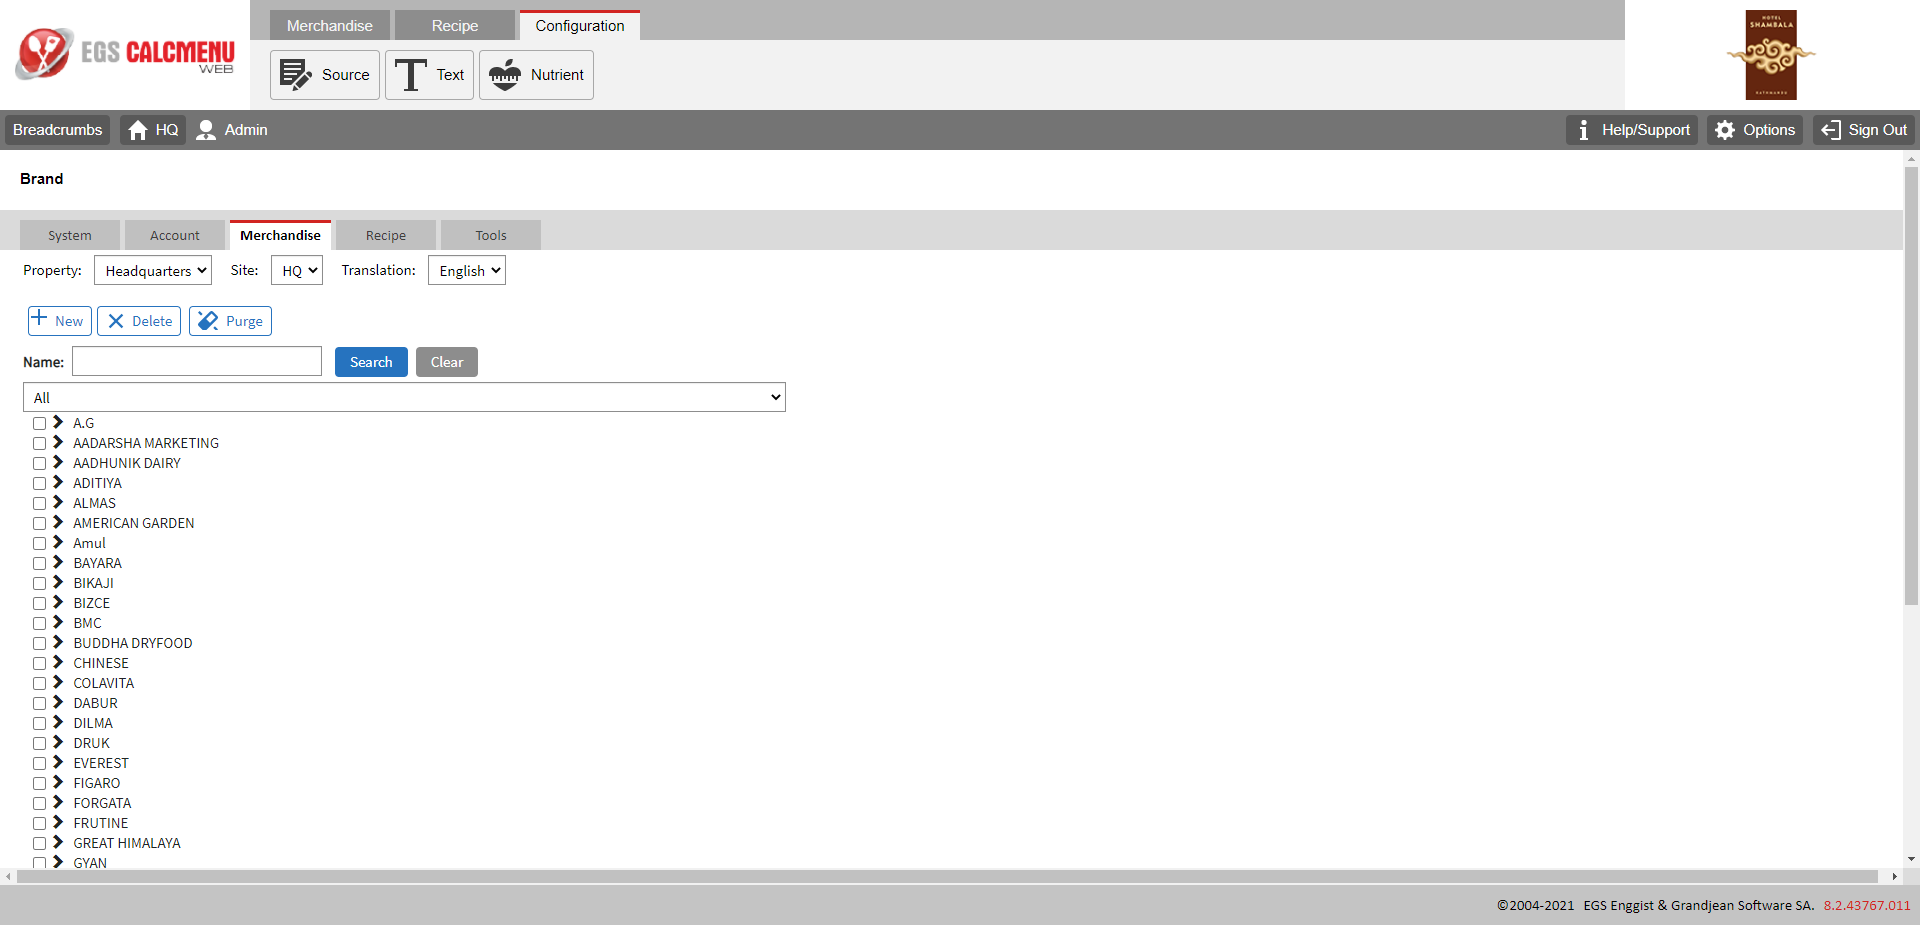 EGS CALCMENU WEB
Merchandise Recipe Configuration
Source Text Nutrient
HOTEL
SHAMBALA
KATHMANDU
Breadcrumbs HQ Admin Help/Support Options Sign Out
Brand
System Account Merchandise Recipe Tools
Property: Headquarters Site: HQ Translation: English
New Delete Purge
Name: Search Clear
All
A.G
AADARSHA MARKETING
AADHUNIK DAIRY
ADITIYA
ALMAS
AMERICAN GARDEN
Amul
BAYARA
BIKAJI
BIZCE
BMC
BUDDHA DRYFOOD
CHINESE
COLAVITA
DABUR
DILMA
DRUK
EVEREST
FIGARO
FORGATA
FRUTINE
GREAT HIMALAYA
GYAN
©2004-2021 EGS Enggist & Grandjean Software SA. 8.2.43767.011